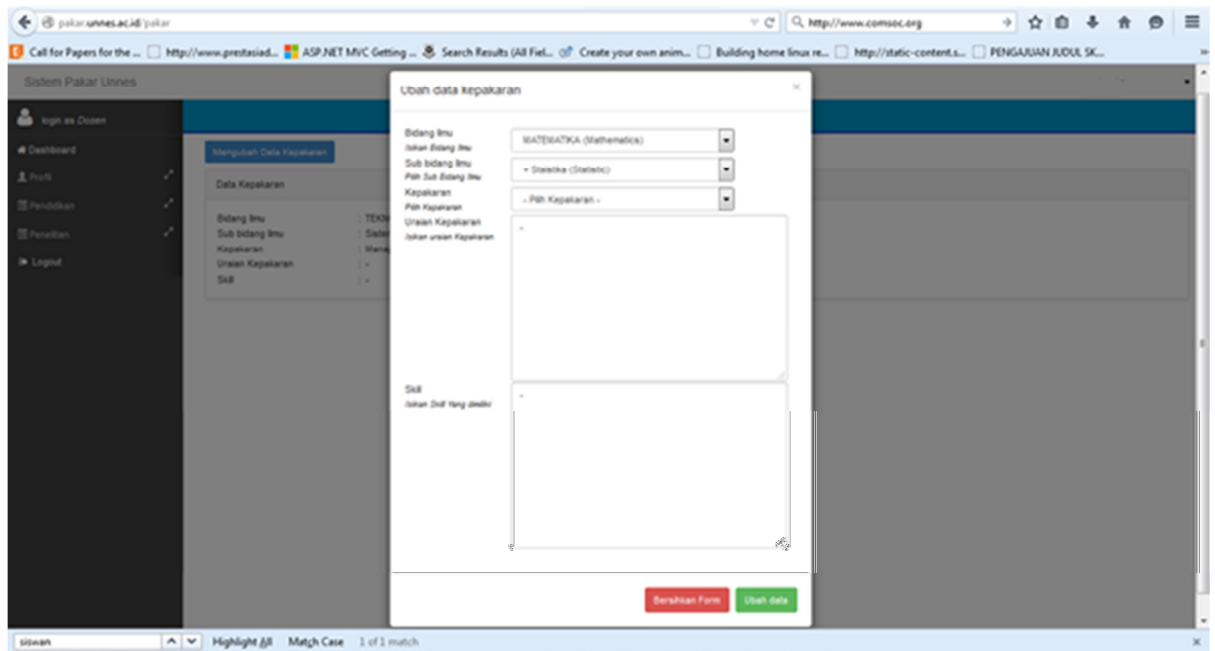 pakar.unnes.ac.id/pakar
http://www.comsoc.org
Call for Papers for the ... http://www.prestasiad... ASP.NET MVC Getting ... Search Results (All Fiel... Create your own anim... Building home linux re... http://static-content.s... PENGAJUAN JUDUL SK...
Sistem Pakar Unnes
login as Dosen
Dashboard
Profil
Pendidikan
Penelitian
Logout
Mengubah Data Kepakaran
Data Kepakaran
Bidang Ilmu : TEKN
Sub bidang Ilmu : Sistem
Kepakaran : Mana
Uraian Kepakaran : -
Skill : -
Ubah data kepakaran ×
Bidang Ilmu MATEMATIKA (Mathematics)
Isikan Bidang Ilmu
Sub bidang Ilmu - Statistika (Statistic)
Pilih Sub Bidang Ilmu
Kepakaran - Pilih Kepakaran -
Pilih Kepakaran
Uraian Kepakaran -
Isikan uraian Kepakaran
Skill -
Isikan Skill Yang dimiliki
Bersihkan Form Ubah data
siswan Highlight All Match Case 1 of 1 match